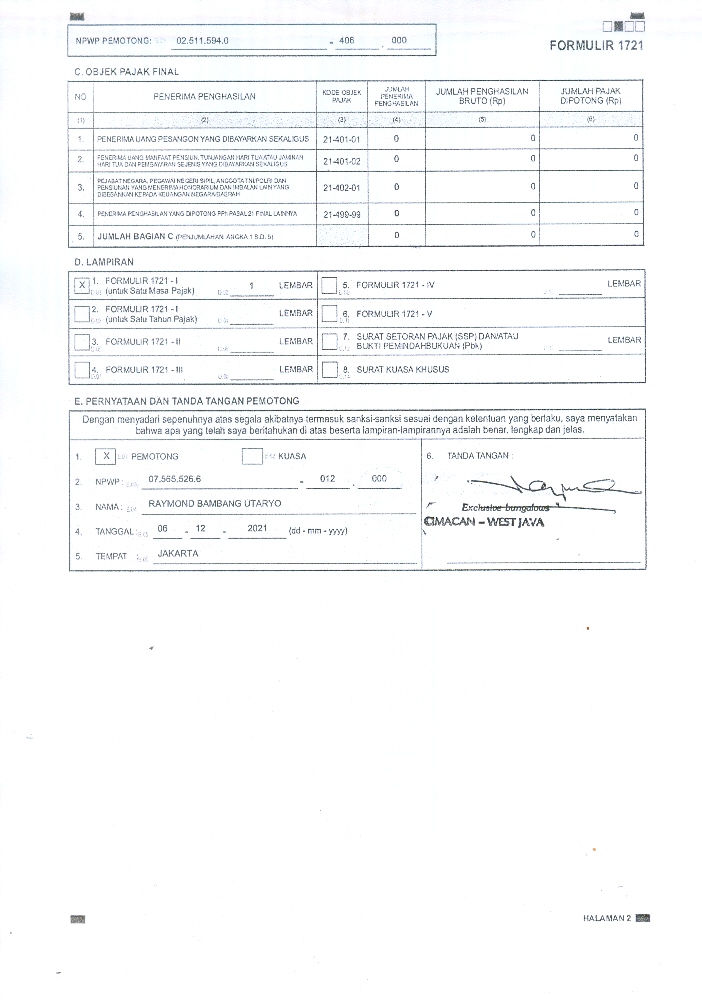 NPWP PEMOTONG: 02.511.594.0 - 406 . 000
FORMULIR 1721
C. OBJEK PAJAK FINAL
NO PENERIMA PENGHASILAN KODE OBJEK PAJAK JUMLAH PENERIMA PENGHASILAN JUMLAH PENGHASILAN BRUTO (Rp) JUMLAH PAJAK DIPOTONG (Rp)
(1) (2) (3) (4) (5) (6)
1. PENERIMA UANG PESANGON YANG DIBAYARKAN SEKALIGUS 21-401-01 0 0 0
2. PENERIMA UANG MANFAAT PENSIUN, TUNJANGAN HARI TUA ATAU JAMINAN
HARI TUA DAN PEMBAYARAN SEJENIS YANG DIBAYARKAN SEKALIGUS 21-401-02 0 0 0
3. PEJABAT NEGARA, PEGAWAI NEGERI SIPIL, ANGGOTA TNI/POLRI DAN
PENSIUNAN YANG MENERIMA HONORARIUM DAN IMBALAN LAIN YANG
DIBEBANKAN KEPADA KEUANGAN NEGARA/DAERAH 21-402-01 0 0 0
4. PENERIMA PENGHASILAN YANG DIPOTONG PPh PASAL 21 FINAL LAINNYA 21-499-99 0 0 0
5. JUMLAH BAGIAN C (PENJUMLAHAN ANGKA 1 S.D. 5) 0 0 0
D. LAMPIRAN
X 1. FORMULIR 1721 - I
(untuk Satu Masa Pajak) 1 LEMBAR
5. FORMULIR 1721 - IV LEMBAR
2. FORMULIR 1721 - I
(untuk Satu Tahun Pajak) LEMBAR
6. FORMULIR 1721 - V
3. FORMULIR 1721 - II LEMBAR
7. SURAT SETORAN PAJAK (SSP) DAN/ATAU
BUKTI PEMINDAHBUKUAN (Pbk) LEMBAR
4. FORMULIR 1721 - III LEMBAR
8. SURAT KUASA KHUSUS
E. PERNYATAAN DAN TANDA TANGAN PEMOTONG
Dengan menyadari sepenuhnya atas segala akibatnya termasuk sanksi-sanksi sesuai dengan ketentuan yang berlaku, saya menyatakan
bahwa apa yang telah saya beritahukan di atas beserta lampiran-lampirannya adalah benar, lengkap dan jelas.
1. X PEMOTONG KUASA
2. NPWP : 07.565.526.6 - 012 . 000
3. NAMA : RAYMOND BAMBANG UTARYO
4. TANGGAL : 06 - 12 - 2021 (dd - mm - yyyy)
5. TEMPAT : JAKARTA
6. TANDA TANGAN :
Exclusive bungalows
CIMACAN - WEST JAVA
HALAMAN 2